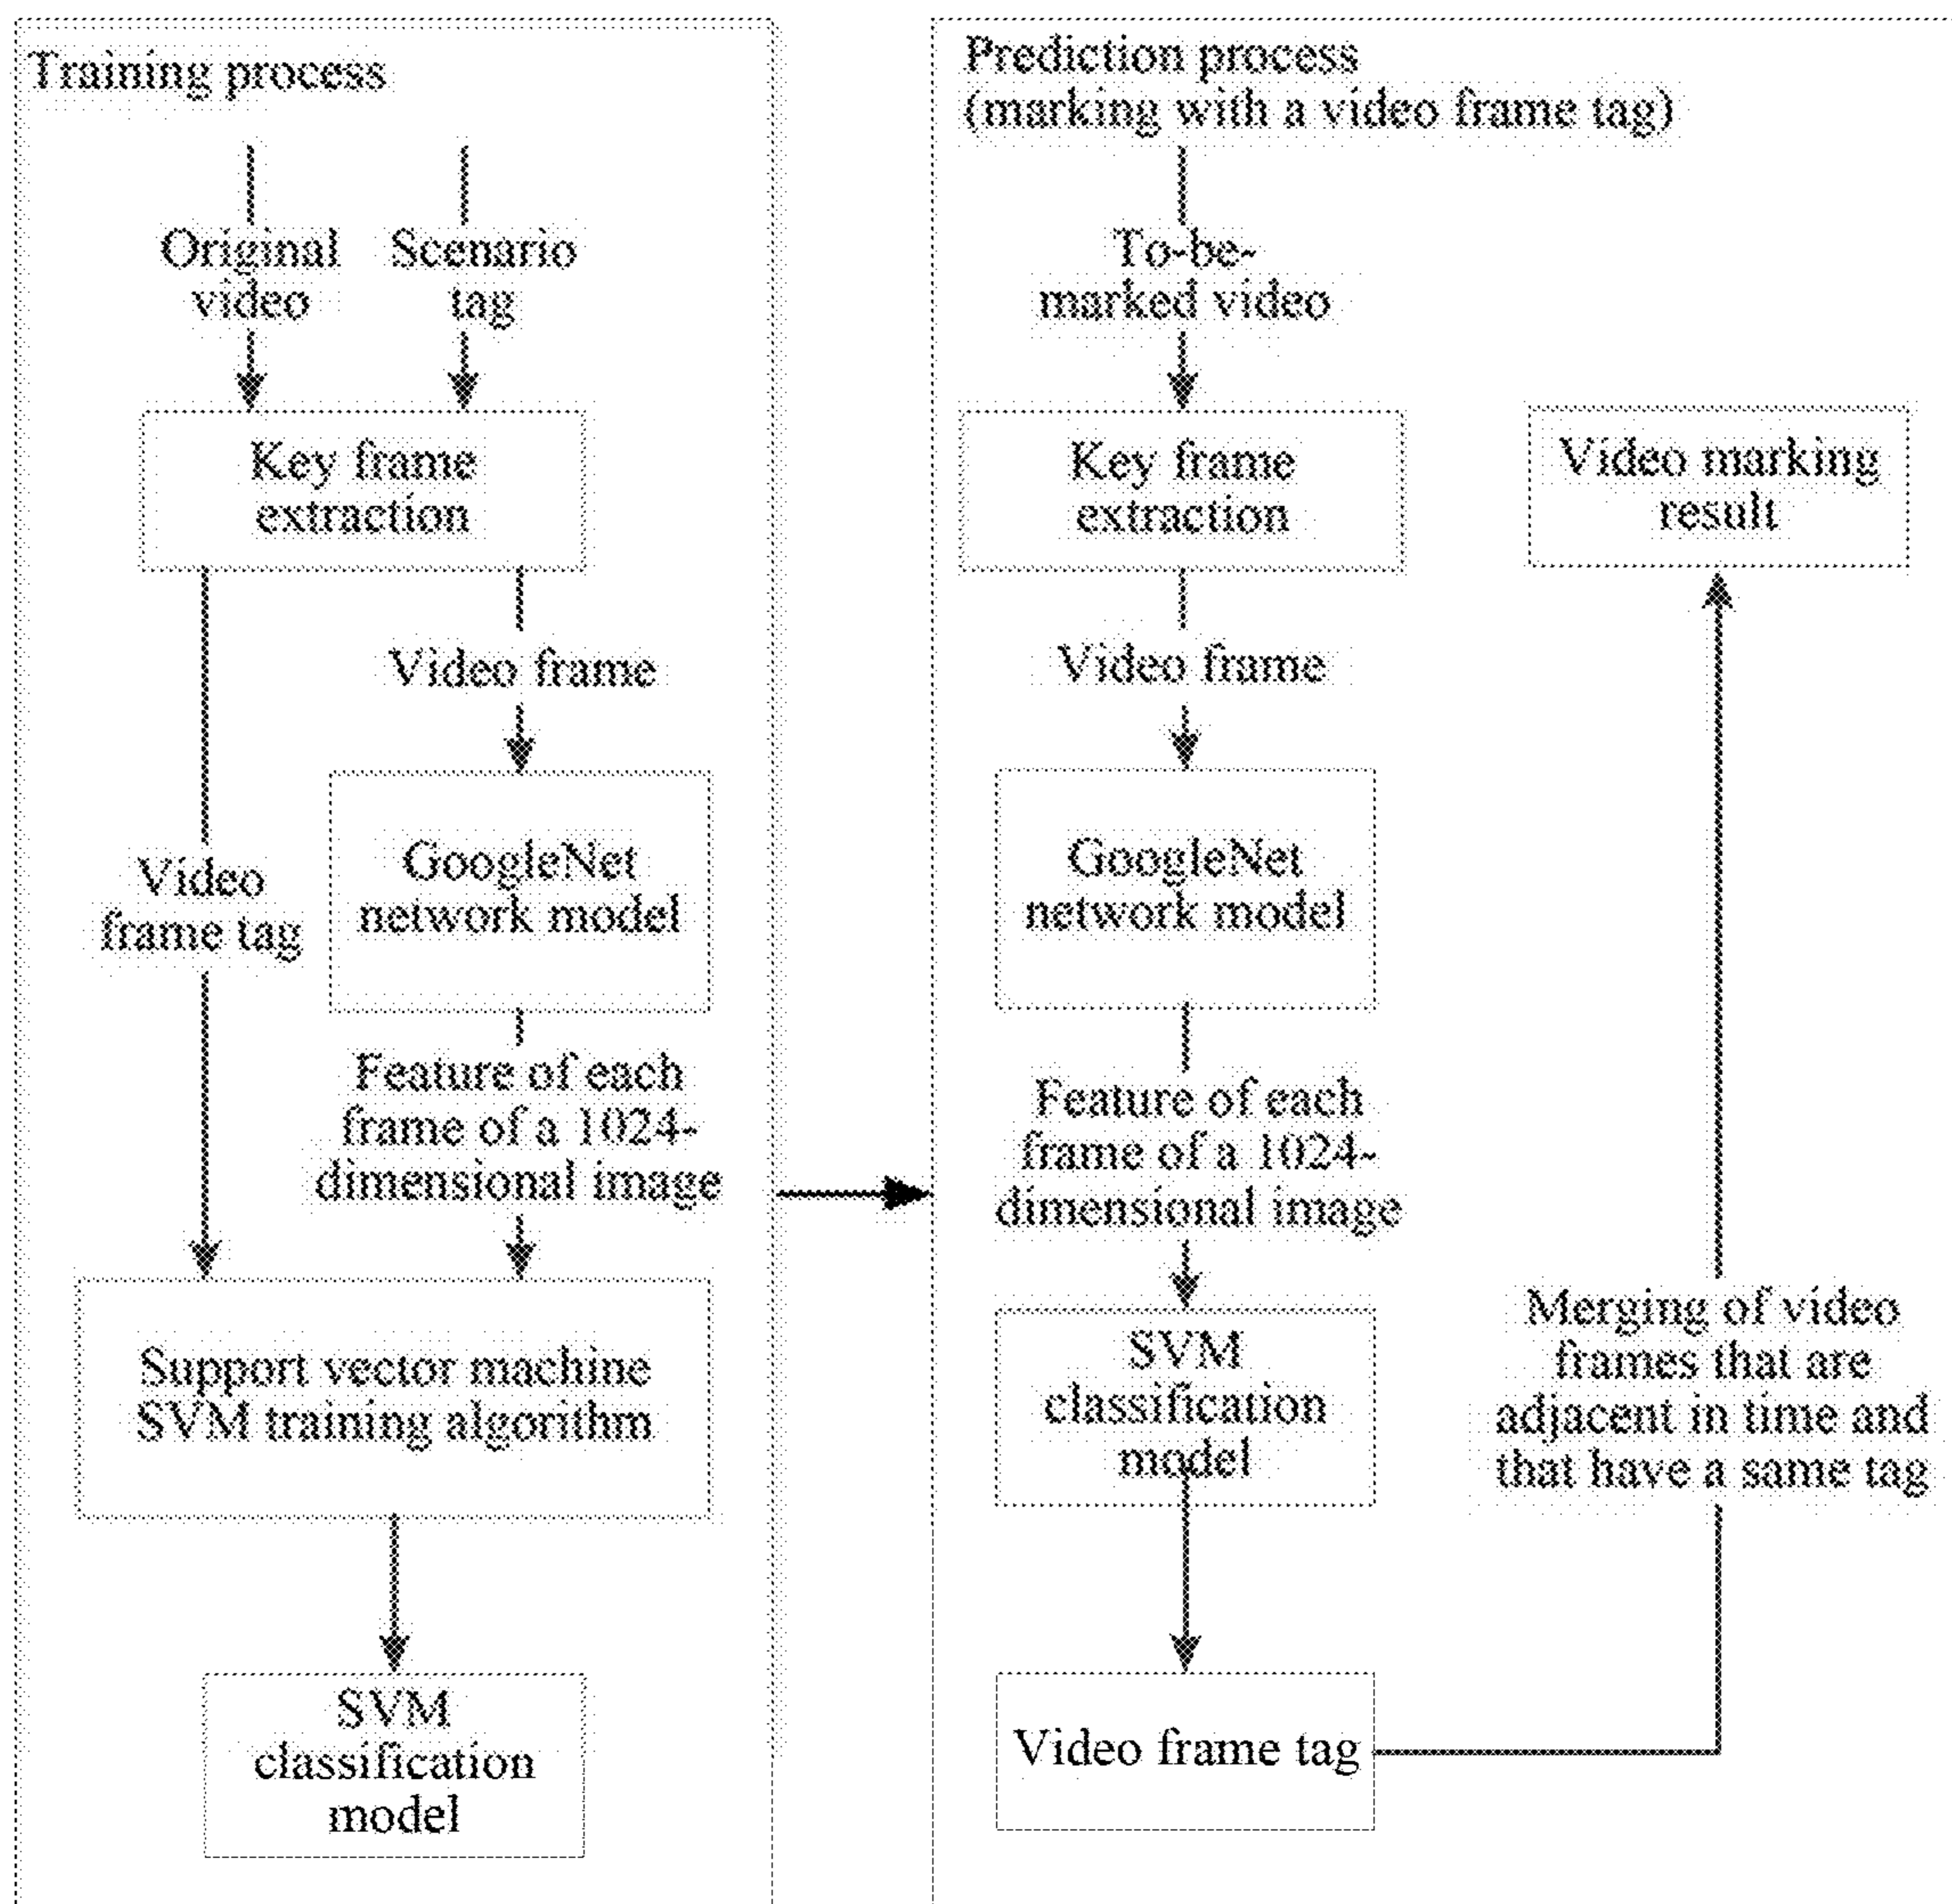 Training process
Original
video
Scenario
tag
Key frame
extraction
Video frame
GoogleNet
network model
Video
frame tag
Feature of each
frame of a 1024-
dimensional image
Support vector machine
SVM training algorithm
SVM
classification
model
Prediction process
(marking with a video frame tag)
To-be-
marked video
Key frame
extraction
Video frame
GoogleNet
network model
Feature of each
frame of a 1024-
dimensional image
SVM
classification
model
Video frame tag
Merging of video
frames that are
adjacent in time and
that have a same tag
Video marking
result